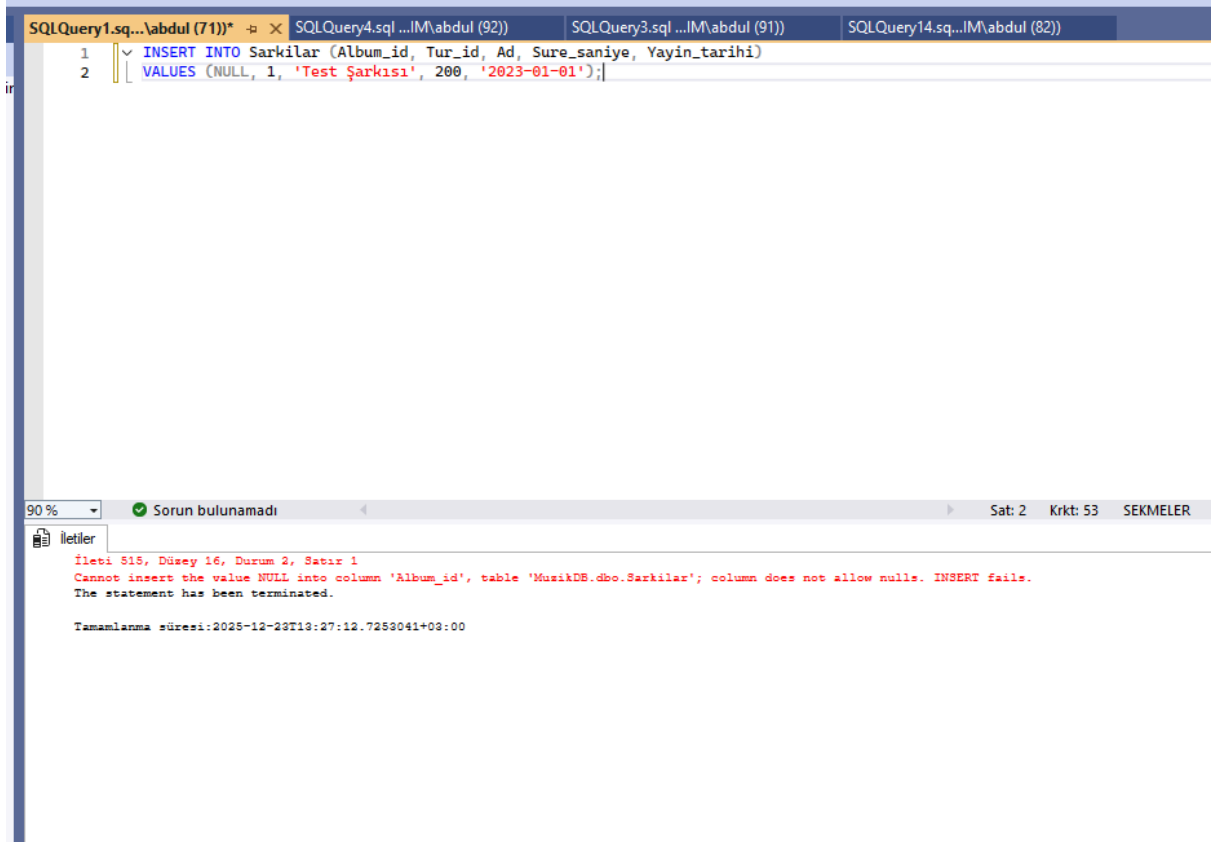 SQLQuery1.sq...\abdul (71))* SQLQuery4.sql ...IM\abdul (92)) SQLQuery3.sql ...IM\abdul (91)) SQLQuery14.sq...IM\abdul (82))
1 INSERT INTO Sarkilar (Album_id, Tur_id, Ad, Sure_saniye, Yayin_tarihi)
2 VALUES (NULL, 1, 'Test Şarkısı', 200, '2023-01-01');
ir
90 % Sorun bulunamadı Sat: 2 Krkt: 53 SEKMELER
İletiler
İleti 515, Düzey 16, Durum 2, Satır 1
Cannot insert the value NULL into column 'Album_id', table 'MuzikDB.dbo.Sarkilar'; column does not allow nulls. INSERT fails.
The statement has been terminated.
Tamamlanma süresi:2025-12-23T13:27:12.7253041+03:00